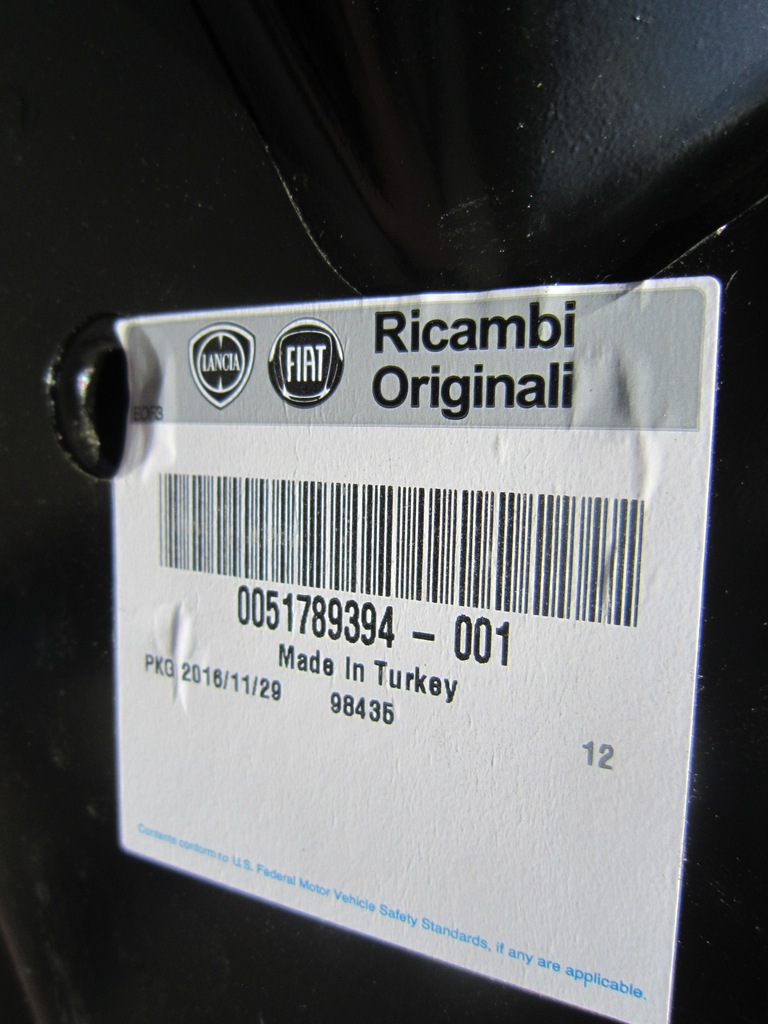 LANCIA
FIAT
Ricambi
Originali
0051789394 - 001
Made In Turkey
PKG 2016/11/29 98435
12
Contents conform to U.S. Federal Motor Vehicle Safety Standards, if any are applicable.